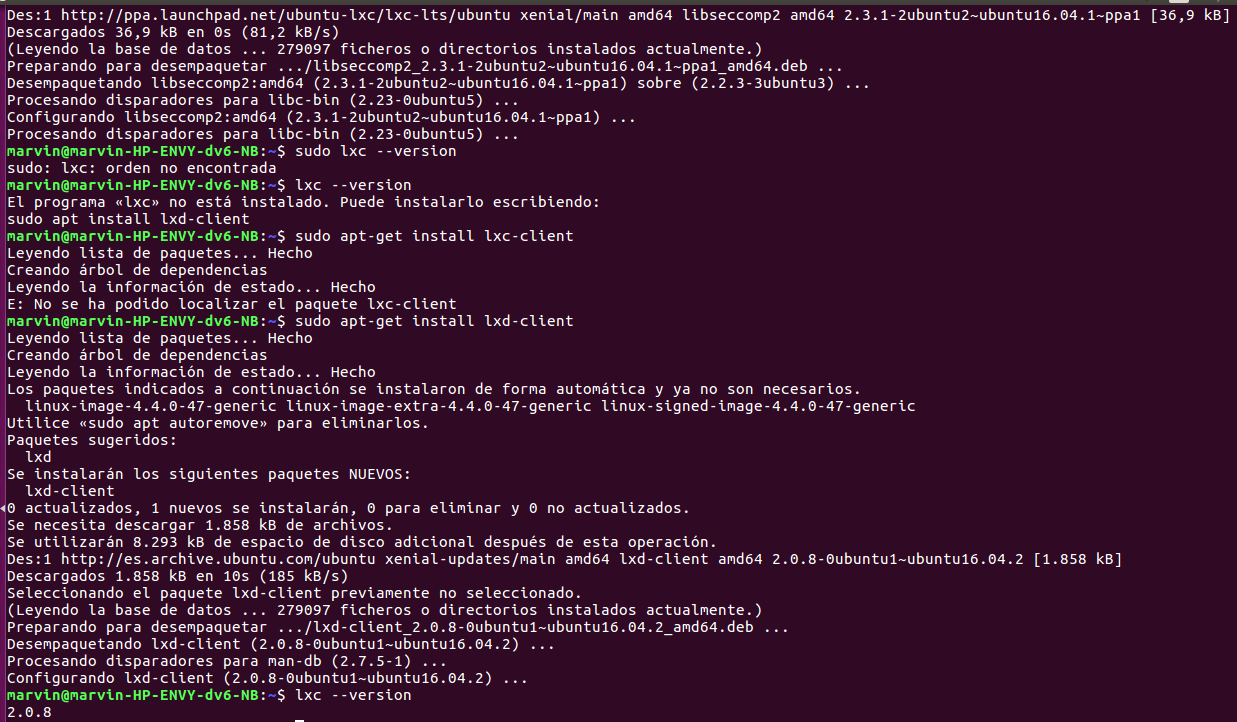 Des:1 http://ppa.launchpad.net/ubuntu-lxc/lxc-lts/ubuntu xenial/main amd64 libseccomp2 amd64 2.3.1-2ubuntu2~ubuntu16.04.1~ppa1 [36,9 kB]
Descargados 36,9 kB en 0s (81,2 kB/s)
(Leyendo la base de datos ... 279097 ficheros o directorios instalados actualmente.)
Preparando para desempaquetar .../libseccomp2_2.3.1-2ubuntu2~ubuntu16.04.1~ppa1_amd64.deb ...
Desempaquetando libseccomp2:amd64 (2.3.1-2ubuntu2~ubuntu16.04.1~ppa1) sobre (2.2.3-3ubuntu3) ...
Procesando disparadores para libc-bin (2.23-0ubuntu5) ...
Configurando libseccomp2:amd64 (2.3.1-2ubuntu2~ubuntu16.04.1~ppa1) ...
Procesando disparadores para libc-bin (2.23-0ubuntu5) ...
marvin@marvin-HP-ENVY-dv6-NB:~$ sudo lxc --version
sudo: lxc: orden no encontrada
marvin@marvin-HP-ENVY-dv6-NB:~$ lxc --version
El programa «lxc» no está instalado. Puede instalarlo escribiendo:
sudo apt install lxd-client
marvin@marvin-HP-ENVY-dv6-NB:~$ sudo apt-get install lxc-client
Leyendo lista de paquetes... Hecho
Creando árbol de dependencias
Leyendo la información de estado... Hecho
E: No se ha podido localizar el paquete lxc-client
marvin@marvin-HP-ENVY-dv6-NB:~$ sudo apt-get install lxd-client
Leyendo lista de paquetes... Hecho
Creando árbol de dependencias
Leyendo la información de estado... Hecho
Los paquetes indicados a continuación se instalaron de forma automática y ya no son necesarios.
  linux-image-4.4.0-47-generic linux-image-extra-4.4.0-47-generic linux-signed-image-4.4.0-47-generic
Utilice «sudo apt autoremove» para eliminarlos.
Paquetes sugeridos:
  lxd
Se instalarán los siguientes paquetes NUEVOS:
  lxd-client
0 actualizados, 1 nuevos se instalarán, 0 para eliminar y 0 no actualizados.
Se necesita descargar 1.858 kB de archivos.
Se utilizarán 8.293 kB de espacio de disco adicional después de esta operación.
Des:1 http://es.archive.ubuntu.com/ubuntu xenial-updates/main amd64 lxd-client amd64 2.0.8-0ubuntu1~ubuntu16.04.2 [1.858 kB]
Descargados 1.858 kB en 10s (185 kB/s)
Seleccionando el paquete lxd-client previamente no seleccionado.
(Leyendo la base de datos ... 279097 ficheros o directorios instalados actualmente.)
Preparando para desempaquetar .../lxd-client_2.0.8-0ubuntu1~ubuntu16.04.2_amd64.deb ...
Desempaquetando lxd-client (2.0.8-0ubuntu1~ubuntu16.04.2) ...
Procesando disparadores para man-db (2.7.5-1) ...
Configurando lxd-client (2.0.8-0ubuntu1~ubuntu16.04.2) ...
marvin@marvin-HP-ENVY-dv6-NB:~$ lxc --version
2.0.8